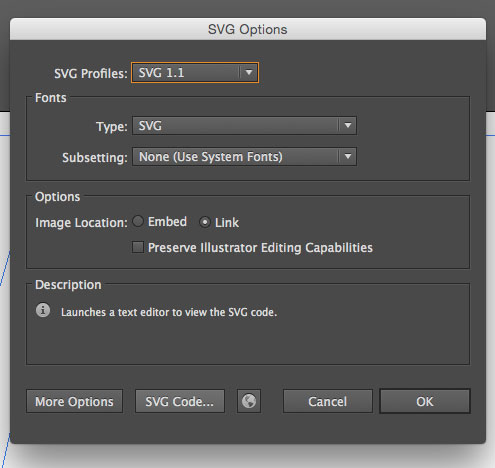 SVG Options
SVG Profiles: SVG 1.1
Fonts
Type: SVG
Subsetting: None (Use System Fonts)
Options
Image Location: Embed Link
Preserve Illustrator Editing Capabilities
Description
Launches a text editor to view the SVG code.
More Options SVG Code... Cancel OK